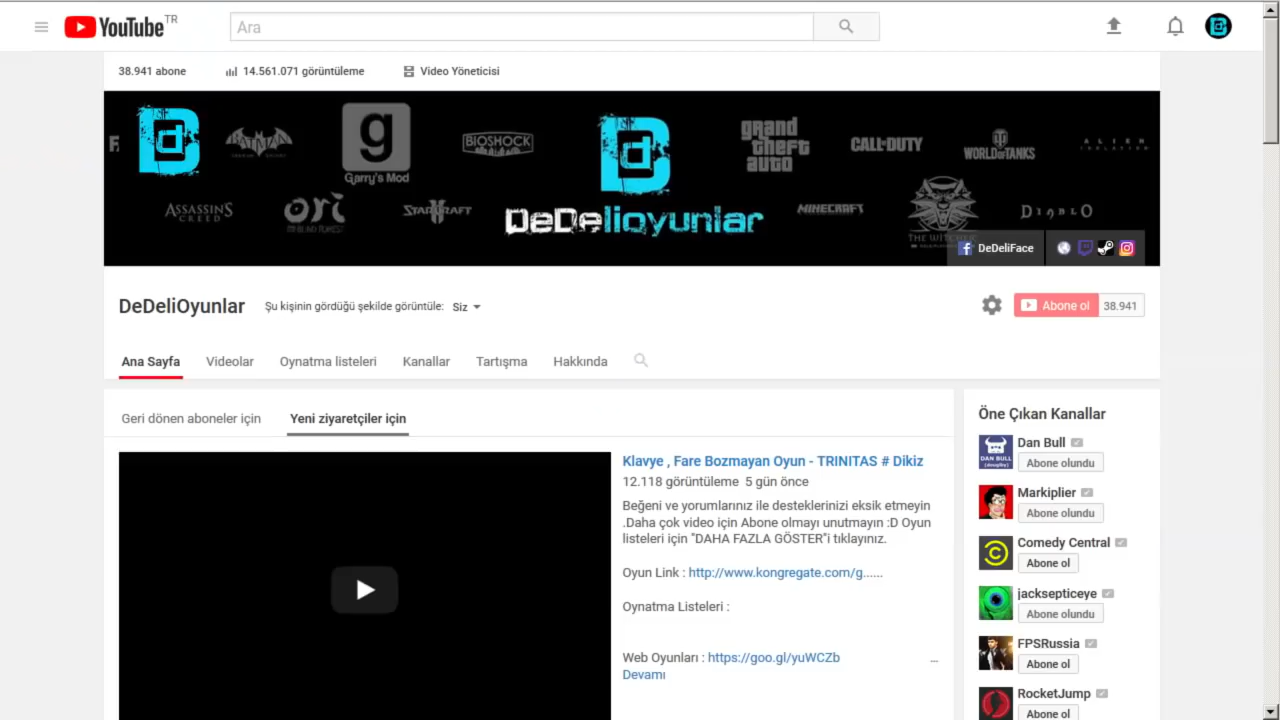 YouTube TR
Ara
38.941 abone
14.561.071 görüntüleme
Video Yöneticisi
BATMAN
g
Garry's Mod
BIOSHOCK
grand
theft
auto
CALL OF DUTY
WORLD OF TANKS
ALIEN
ISOLATION
ASSASSINS
CREED
ori
STARCRAFT
DeDelioyunlar
MINECRAFT
THE WITCHER
DIABLO
DeDeliFace
DeDeliOyunlar
Şu kişinin gördüğü şekilde görüntüle: Siz
Abone ol 38.941
Ana Sayfa
Videolar
Oynatma listeleri
Kanallar
Tartışma
Hakkında
Geri dönen aboneler için
Yeni ziyaretçiler için
Klavye , Fare Bozmayan Oyun - TRINITAS # Dikiz
12.118 görüntüleme 5 gün önce
Beğeni ve yorumlarınız ile desteklerinizi eksik etmeyin
.Daha çok video için Abone olmayı unutmayın :D Oyun
listeleri için "DAHA FAZLA GÖSTER"i tıklayınız.
Oyun Link : http://www.kongregate.com/g......
Oynatma Listeleri :
Web Oyunları : https://goo.gl/yuWCZb ...
Devamı
Öne Çıkan Kanallar
DAN BULL
Dan Bull
Abone olundu
Markiplier
Abone olundu
Comedy Central
Abone ol
jacksepticeye
Abone olundu
FPSRussia
Abone ol
RocketJump
Abone ol